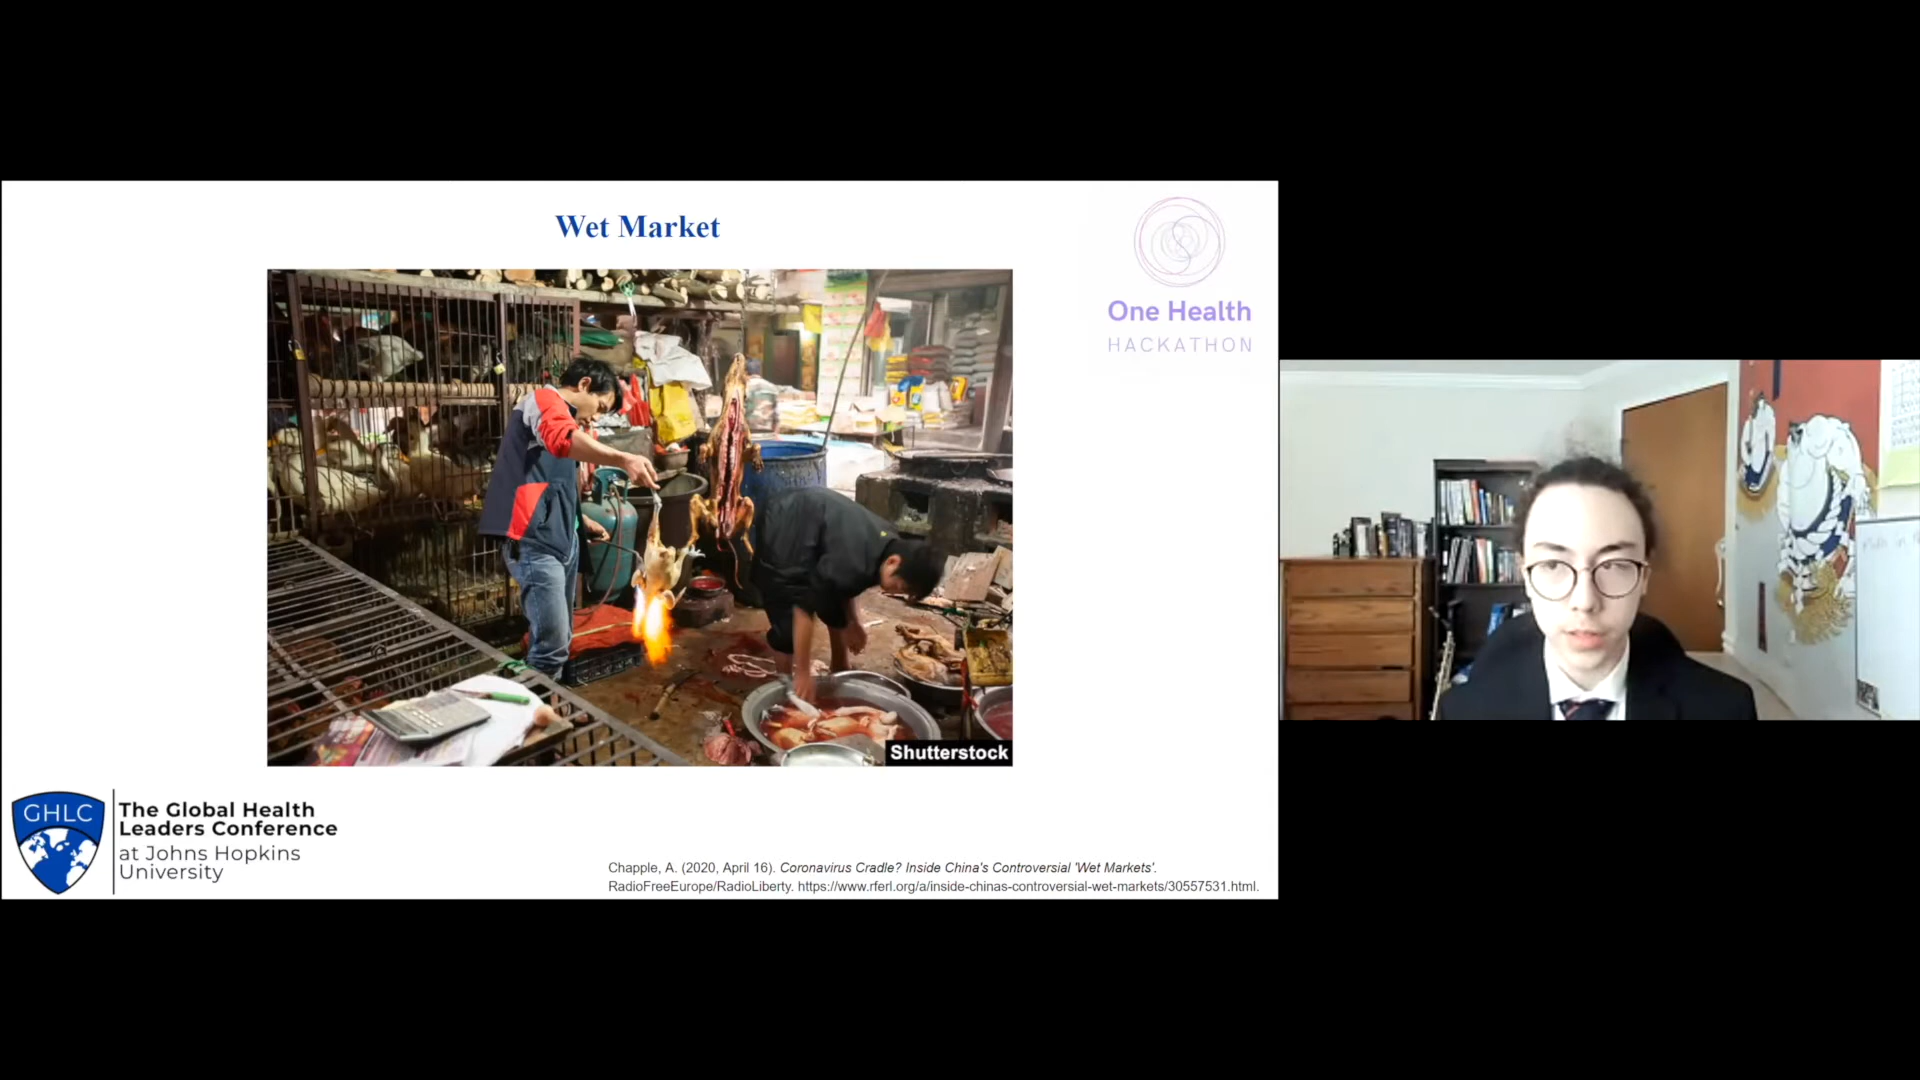 Wet Market
One Health
HACKATHON
Shutterstock
GHLC
The Global Health
Leaders Conference
at Johns Hopkins
University
Chapple, A. (2020, April 16). Coronavirus Cradle? Inside China's Controversial 'Wet Markets'.
RadioFreeEurope/RadioLiberty. https://www.rferl.org/a/inside-chinas-controversial-wet-markets/30557531.html.